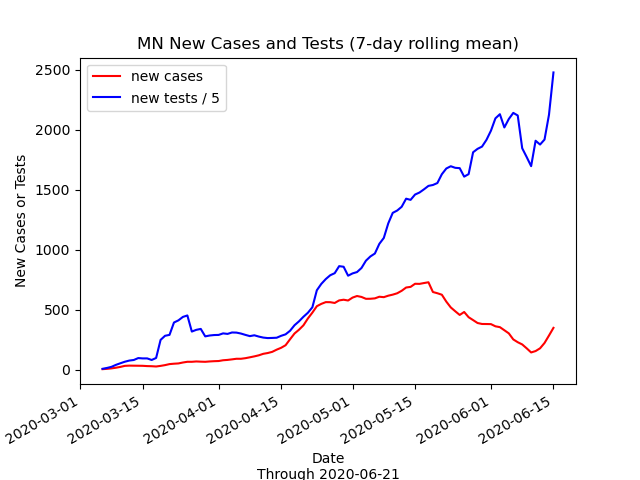 MN New Cases and Tests (7-day rolling mean)
new cases
new tests / 5
New Cases or Tests
2500
2000
1500
1000
500
0
2020-03-01
2020-03-15
2020-04-01
2020-04-15
2020-05-01
2020-05-15
2020-06-01
2020-06-15
Date
Through 2020-06-21